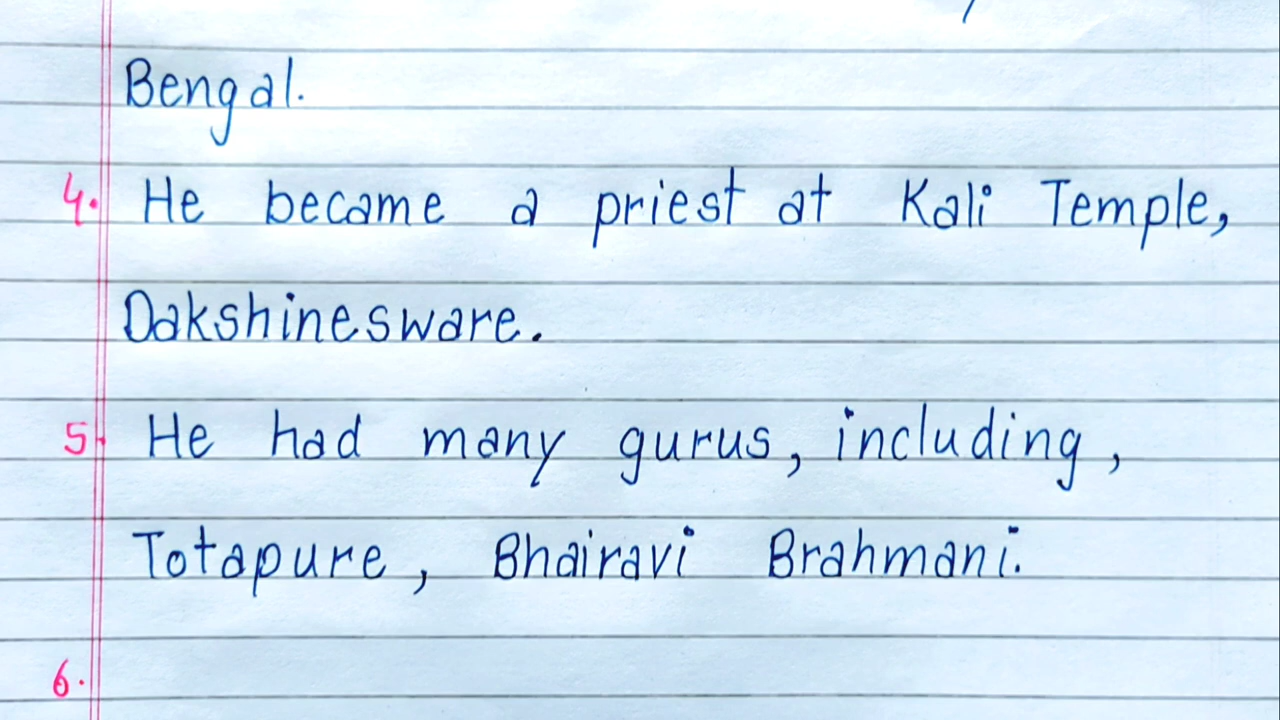 Bengal.
4. He became a priest at Kali Temple,
Dakshinesware.
5. He had many gurus, including,
Totapure, Bhairavi Brahmani.
6.